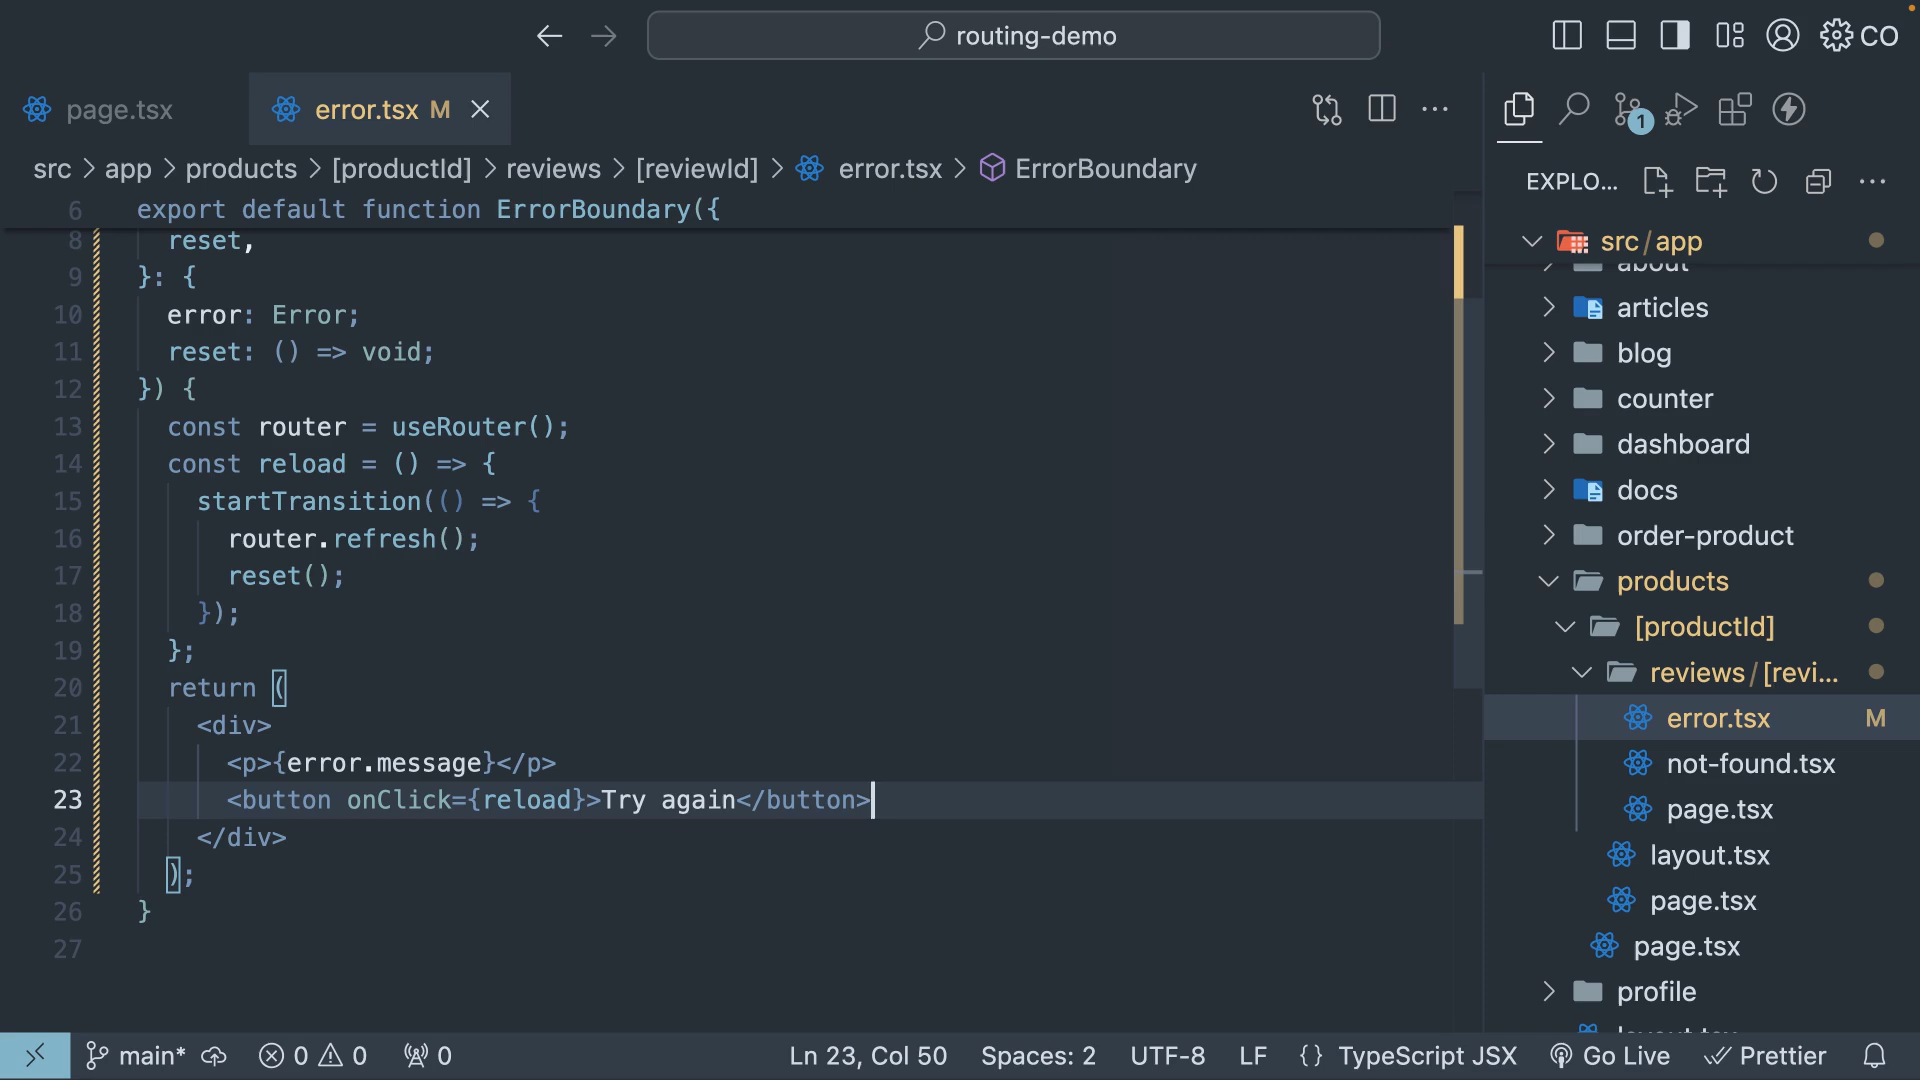 routing-demo
CO
page.tsx
error.tsx M
1
src > app > products > [productId] > reviews > [reviewId] > error.tsx > ErrorBoundary
EXPLO...
6 export default function ErrorBoundary({
8 reset,
9 }: {
10 error: Error;
11 reset: () => void;
12 }) {
13 const router = useRouter();
14 const reload = () => {
15 startTransition(() => {
16 router.refresh();
17 reset();
18 });
19 };
20 return (
21 <div>
22 <p>{error.message}</p>
23 <button onClick={reload}>Try again</button>
24 </div>
25 );
26 }
27
src/app
about
articles
blog
counter
dashboard
docs
order-product
products
[productId]
reviews/[revi...
error.tsx M
not-found.tsx
page.tsx
layout.tsx
page.tsx
page.tsx
profile
layout.tsx
main* 0 0 0 Ln 23, Col 50 Spaces: 2 UTF-8 LF {} TypeScript JSX Go Live Prettier